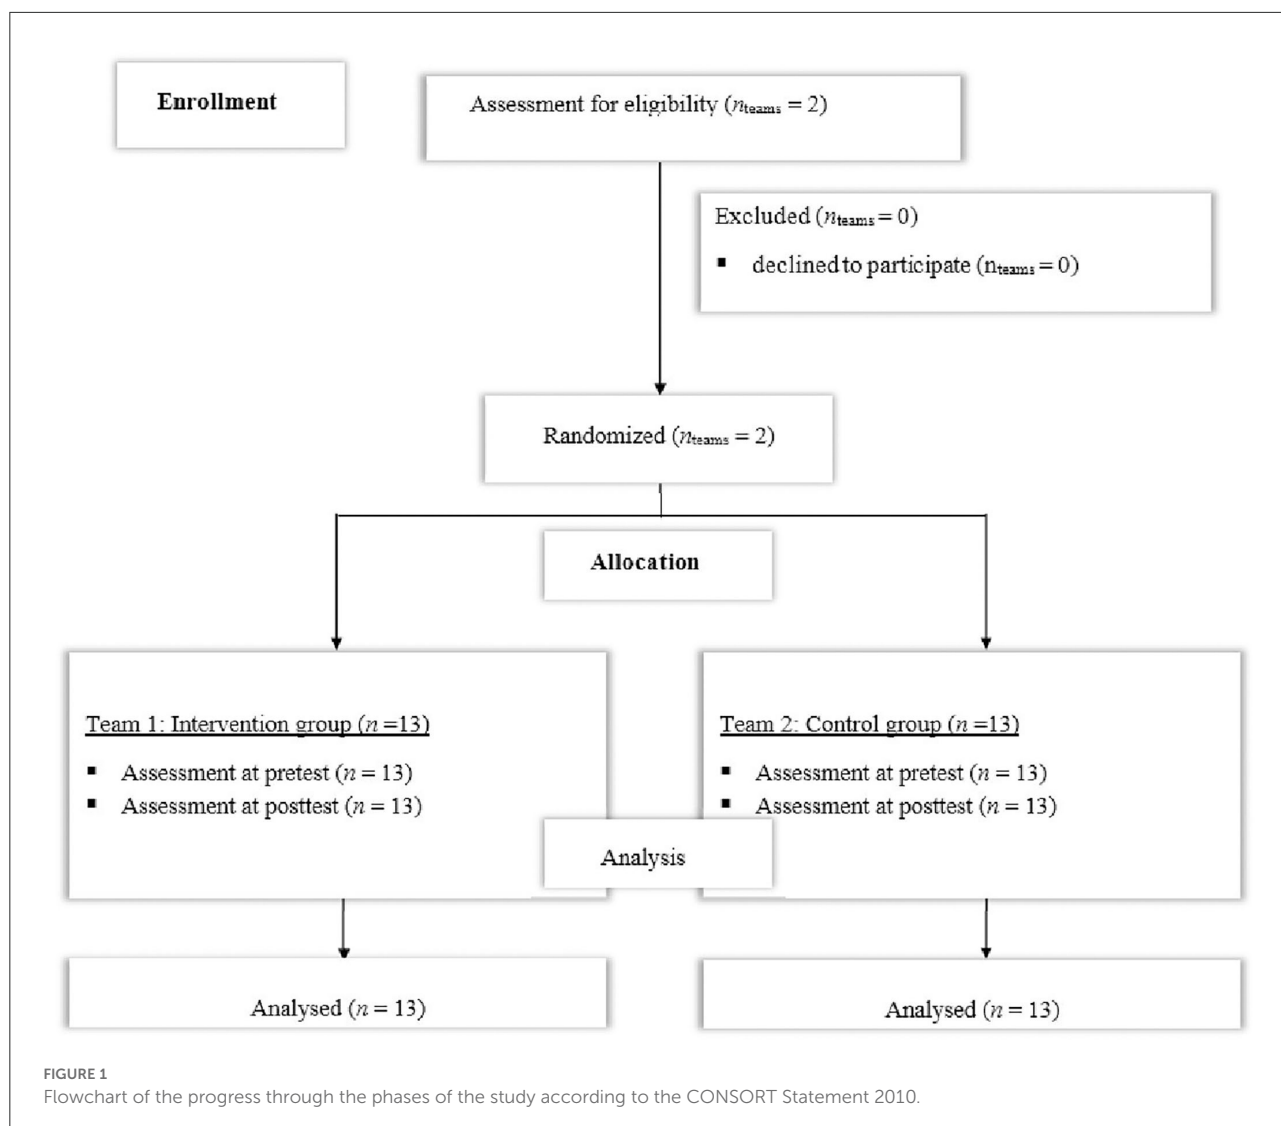 Enrollment
Assessment for eligibility (nteams = 2)
Excluded (nteams = 0)
▪ declined to participate (nteams = 0)
Randomized (nteams = 2)
Allocation
Team 1: Intervention group (n =13)
▪ Assessment at pretest (n = 13)
▪ Assessment at posttest (n = 13)
Team 2: Control group (n =13)
▪ Assessment at pretest (n = 13)
▪ Assessment at posttest (n = 13)
Analysis
Analysed (n = 13)
Analysed (n = 13)
FIGURE 1
Flowchart of the progress through the phases of the study according to the CONSORT Statement 2010.